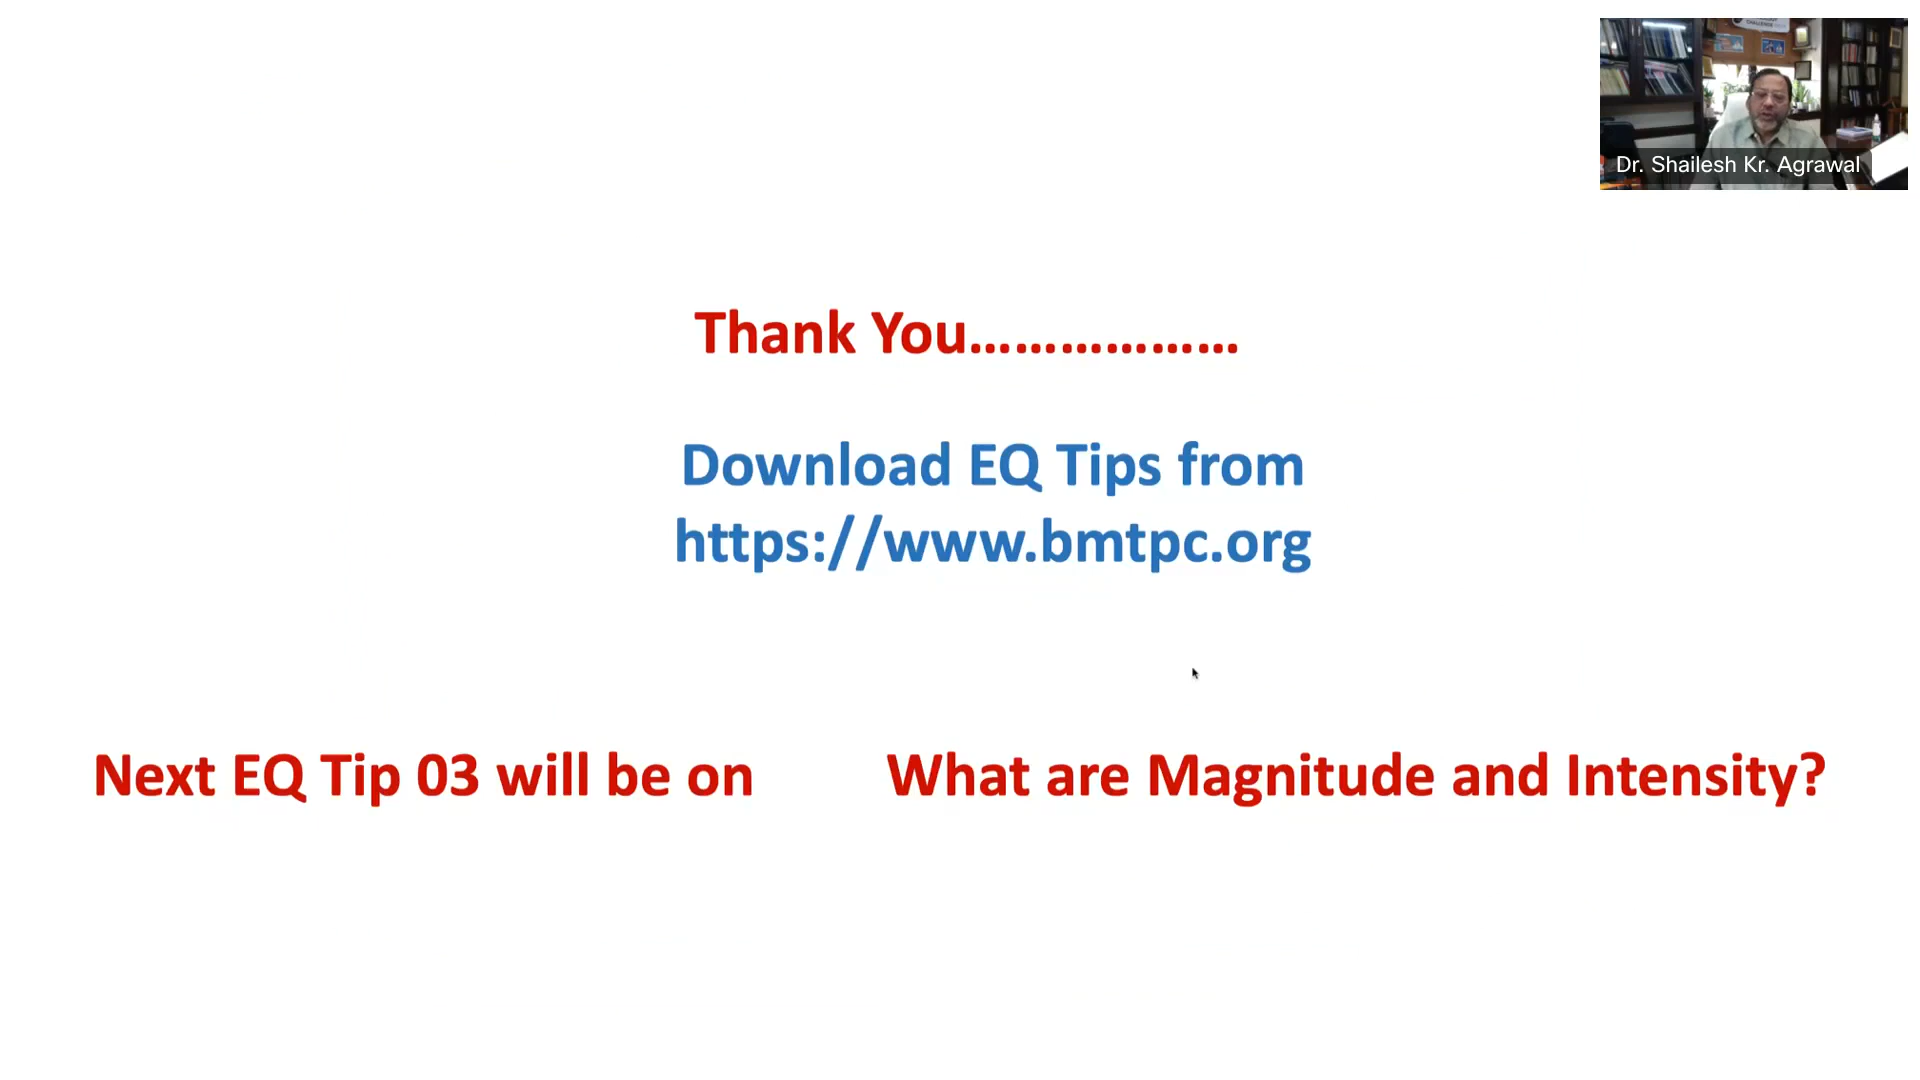 CHALLENGE
Dr. Shailesh Kr. Agrawal
Thank You………………
Download EQ Tips from
https://www.bmtpc.org
Next EQ Tip 03 will be on What are Magnitude and Intensity?